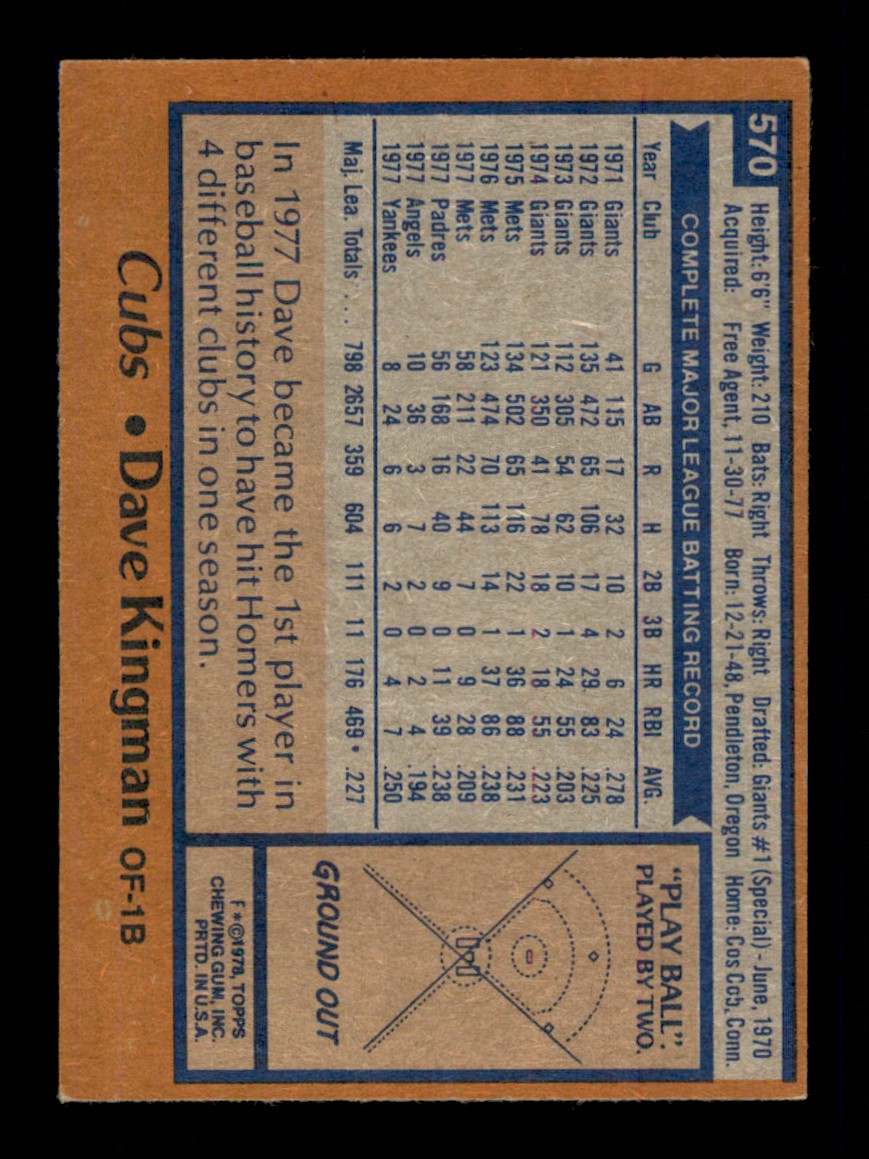 570
Height: 6'6" Weight: 210 Bats: Right Throws: Right Drafted: Giants #1 (Special) - June, 1970
Acquired: Free Agent, 11-30-77 Born: 12-21-48, Pendleton, Oregon Home: Cos Cob, Conn.
COMPLETE MAJOR LEAGUE BATTING RECORD
Year Club G AB R H 2B 3B HR RBI AVG.
1971 Giants 41 115 17 32 10 2 6 24 .278
1972 Giants 135 472 65 106 17 4 29 83 .225
1973 Giants 112 305 54 62 10 1 24 55 .203
1974 Giants 121 350 41 78 18 2 18 55 .223
1975 Mets 134 502 65 116 22 1 36 88 .231
1976 Mets 123 474 70 113 14 1 37 86 .238
1977 Mets 58 211 22 44 7 0 9 28 .209
1977 Padres 56 168 16 40 9 0 11 39 .238
1977 Angels 10 36 3 7 2 0 2 4 .194
1977 Yankees 8 24 6 6 2 0 4 7 .250
Maj. Lea. Totals .... 798 2657 359 604 111 11 176 469 • .227
In 1977 Dave became the 1st player in
baseball history to have hit Homers with
4 different clubs in one season.
"PLAY BALL".
PLAYED BY TWO.
GROUND OUT
F*©1978, TOPPS
CHEWING GUM, INC.
PRTD. IN U.S.A.
Cubs • Dave Kingman OF-1B